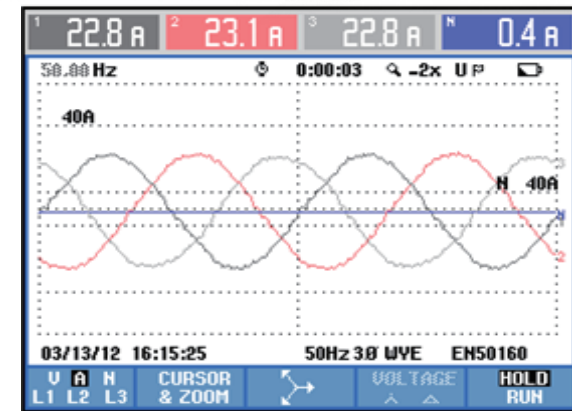 1 22.8 A 2 23.1 A 3 22.8 A N 0.4 A
50.00 Hz 0:00:03 -2x U
40A
3
N 40A
N
2
03/13/12 16:15:25 50Hz 3Ø WYE EN50160
V A N CURSOR VOLTAGE HOLD
L1 L2 L3 & ZOOM RUN